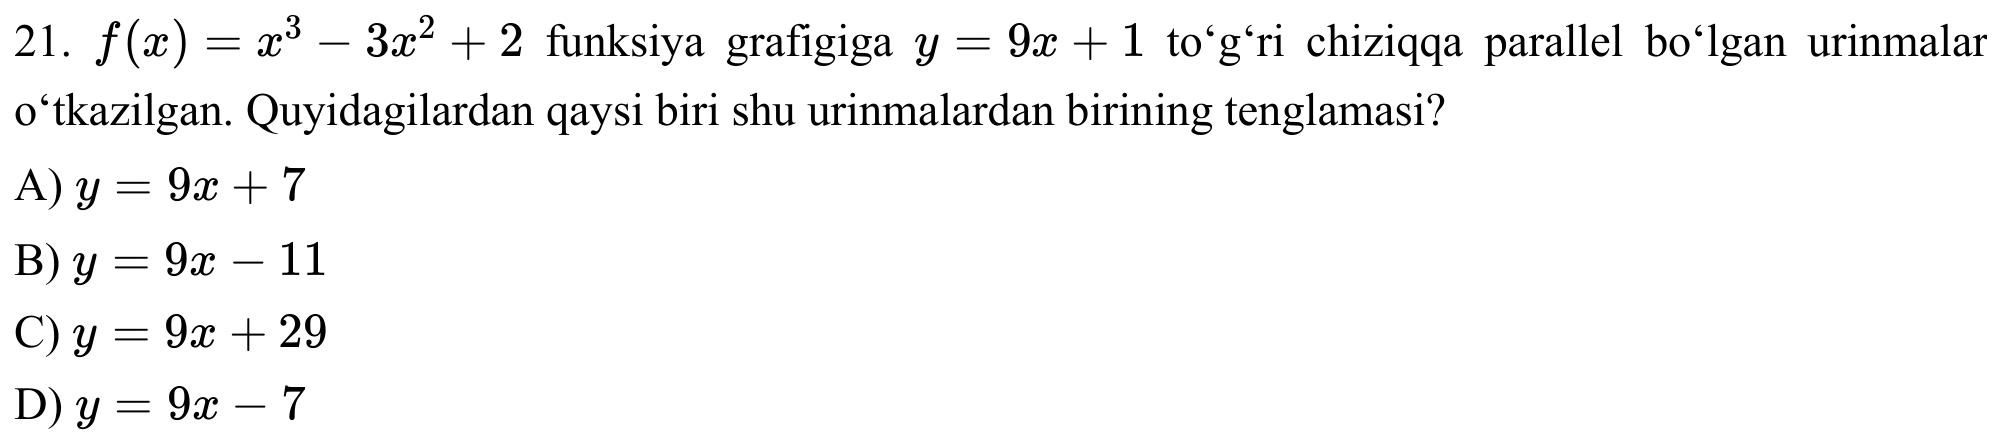 21. f(x) = x³ − 3x² + 2 funksiya grafigiga y = 9x + 1 to‘g‘ri chiziqqa parallel bo‘lgan urinmalar
o‘tkazilgan. Quyidagilardan qaysi biri shu urinmalardan birining tenglamasi?
A) y = 9x + 7
B) y = 9x − 11
C) y = 9x + 29
D) y = 9x − 7